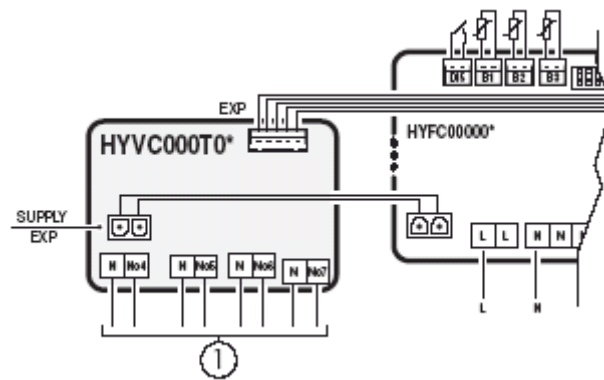 DI5 B1 B2 B3
EXP
HYFC00000*
HYVC000T0*
SUPPLY
EXP
L L N N
N No4 N No5 N No6 N No7
L N
1